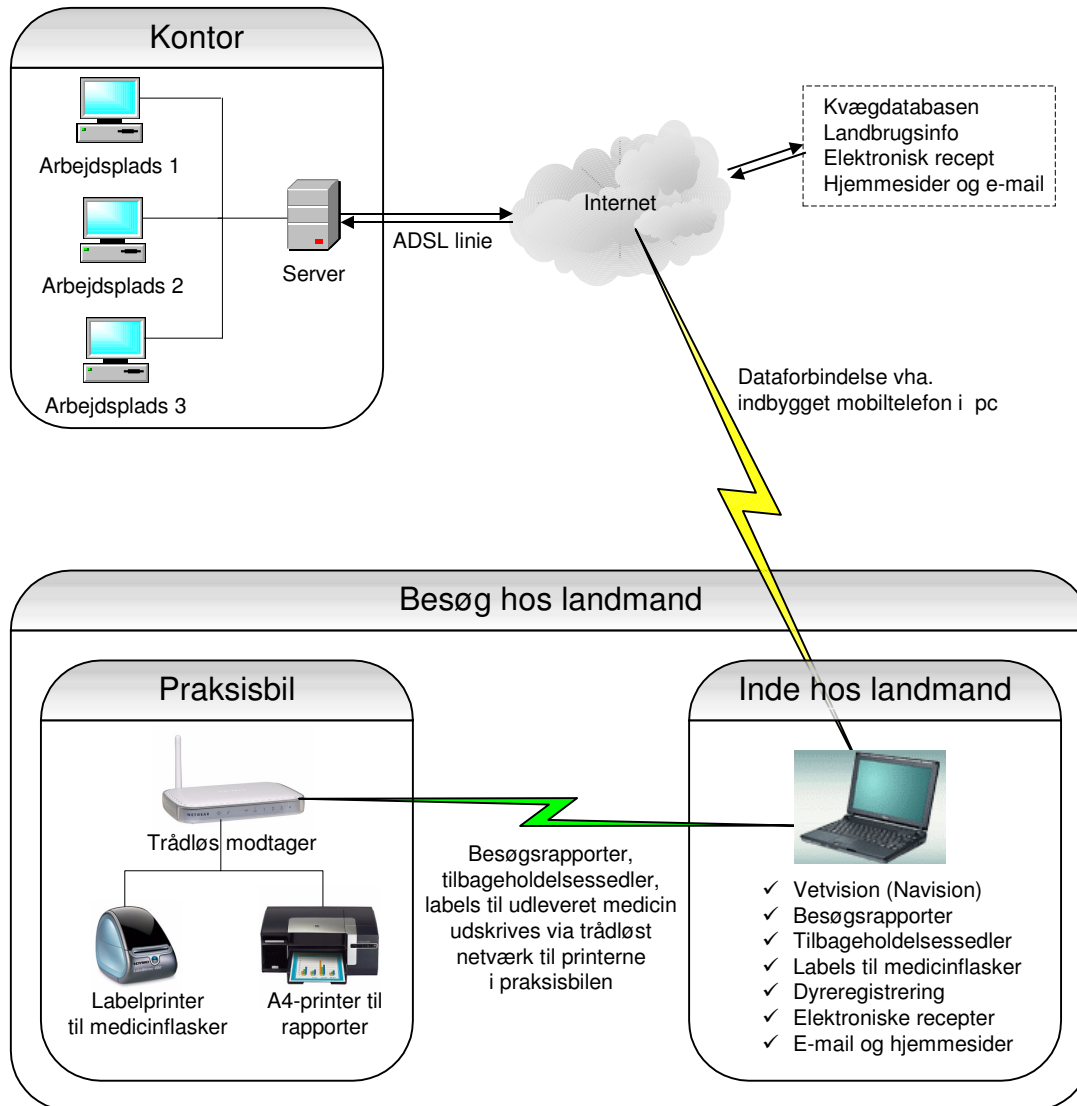 Kontor
Arbejdsplads 1
Arbejdsplads 2
Arbejdsplads 3
Server
ADSL linie
Internet
Kvægdatabasen
Landbrugsinfo
Elektronisk recept
Hjemmesider og e-mail
Dataforbindelse vha.
indbygget mobiltelefon i pc
Besøg hos landmand
Praksisbil
NETGEAR
Trådløs modtager
Labelprinter
til medicinflasker
A4-printer til
rapporter
Besøgsrapporter,
tilbageholdelsessedler,
labels til udleveret medicin
udskrives via trådløst
netværk til printerne
i praksisbilen
Inde hos landmand
✓ Vetvision (Navision)
✓ Besøgsrapporter
✓ Tilbageholdelsessedler
✓ Labels til medicinflasker
✓ Dyreregistrering
✓ Elektroniske recepter
✓ E-mail og hjemmesider